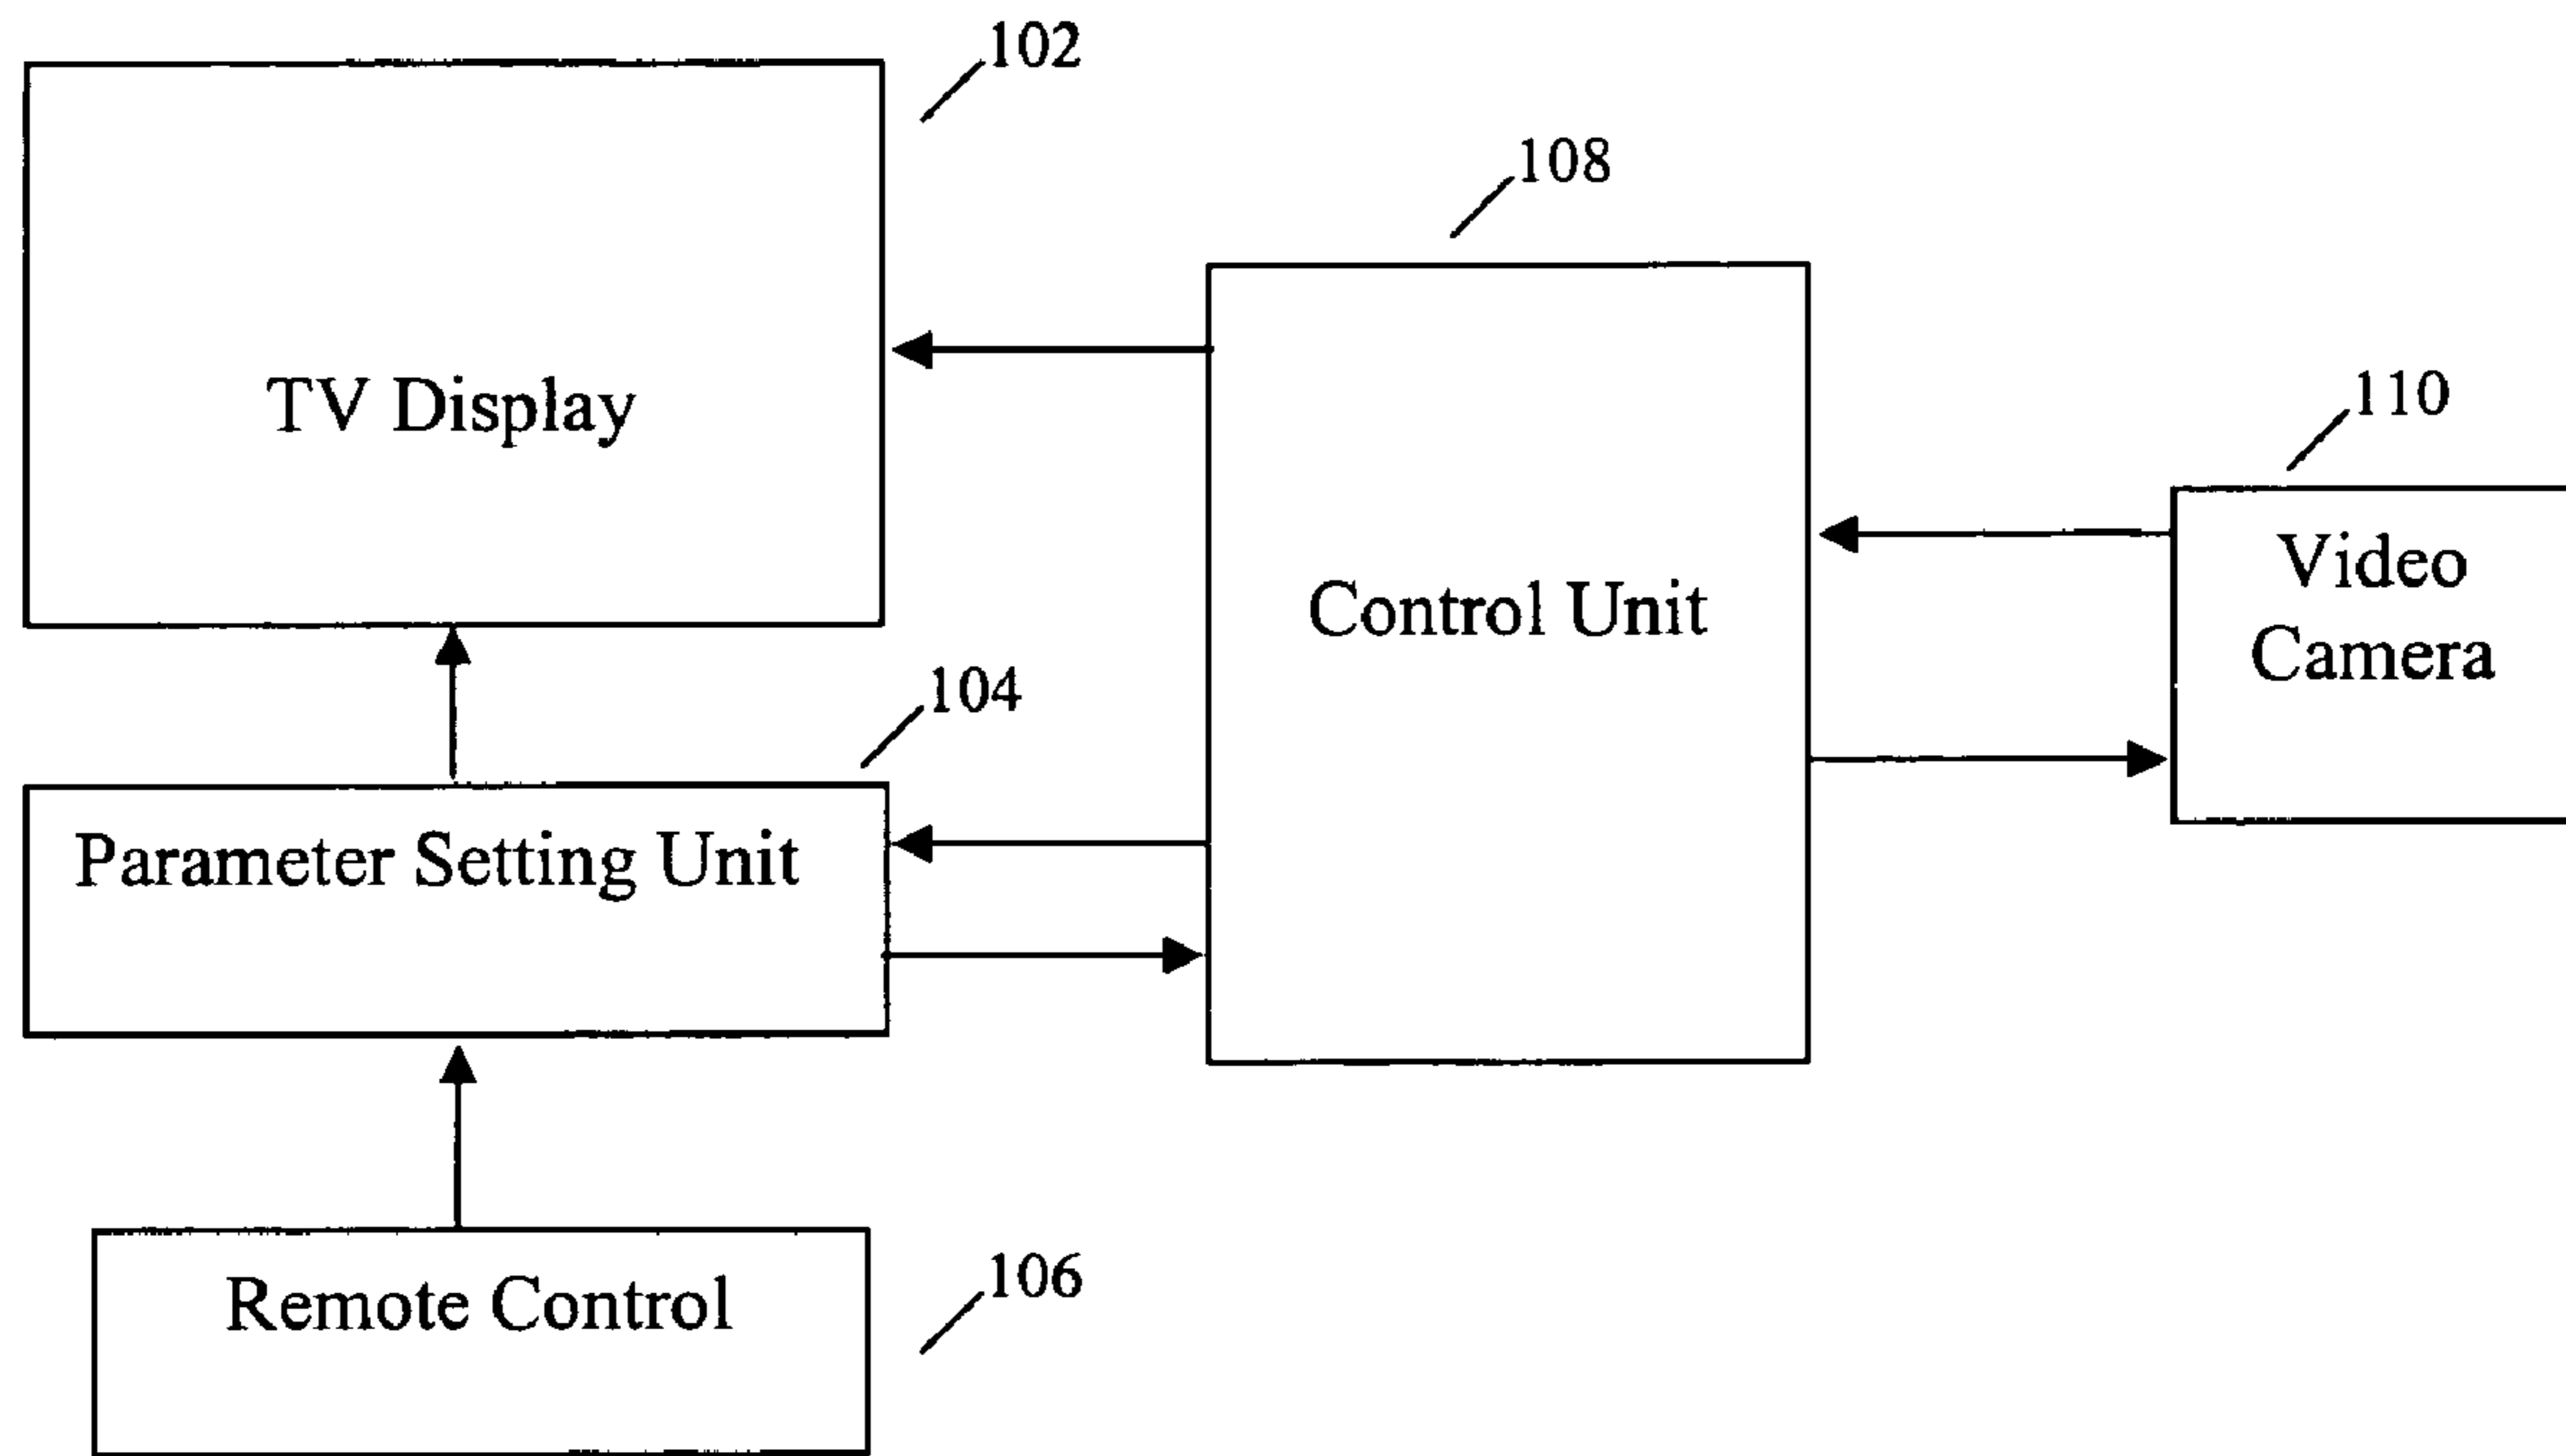 102
TV Display
108
Control Unit
110
Video
Camera
104
Parameter Setting Unit
106
Remote Control